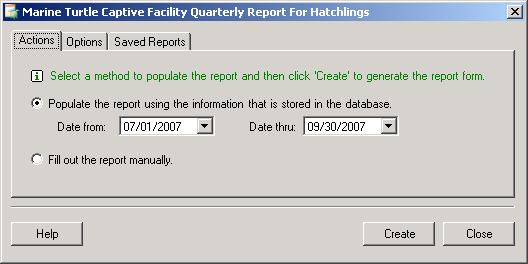 Marine Turtle Captive Facility Quarterly Report For Hatchlings
Actions Options Saved Reports
Select a method to populate the report and then click 'Create' to generate the report form.
Populate the report using the information that is stored in the database.
Date from: 07/01/2007 Date thru: 09/30/2007
Fill out the report manually.
Help Create Close